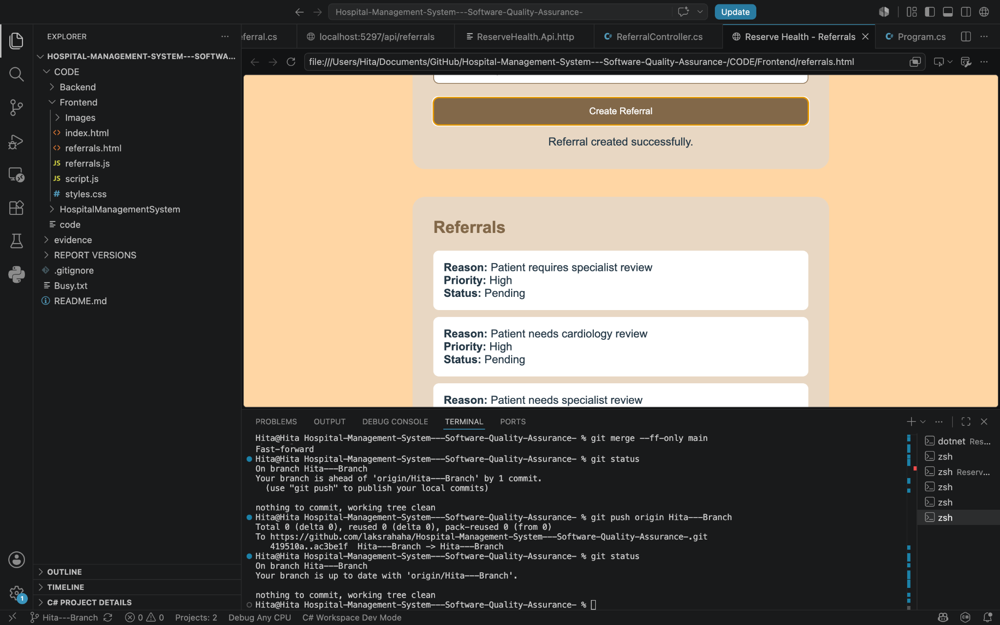 Hospital-Management-System---Software-Quality-Assurance-
Update
EXPLORER
HOSPITAL-MANAGEMENT-SYSTEM---SOFTWA...
CODE
Backend
Frontend
Images
index.html
referrals.html
JS referrals.js
JS script.js
# styles.css
HospitalManagementSystem
code
evidence
REPORT VERSIONS
.gitignore
Busy.txt
README.md
OUTLINE
TIMELINE
C# PROJECT DETAILS
eferral.cs
localhost:5297/api/referrals
ReserveHealth.Api.http
ReferralController.cs
Reserve Health - Referrals
Program.cs
file:///Users/Hita/Documents/GitHub/Hospital-Management-System---Software-Quality-Assurance-/CODE/Frontend/referrals.html
Create Referral
Referral created successfully.
Referrals
Reason: Patient requires specialist review
Priority: High
Status: Pending
Reason: Patient needs cardiology review
Priority: High
Status: Pending
Reason: Patient needs specialist review
PROBLEMS OUTPUT DEBUG CONSOLE TERMINAL PORTS
Hita@Hita Hospital-Management-System---Software-Quality-Assurance- % git merge --ff-only main
Fast-forward
Hita@Hita Hospital-Management-System---Software-Quality-Assurance- % git status
On branch Hita---Branch
Your branch is ahead of 'origin/Hita---Branch' by 1 commit.
(use "git push" to publish your local commits)
nothing to commit, working tree clean
Hita@Hita Hospital-Management-System---Software-Quality-Assurance- % git push origin Hita---Branch
Total 0 (delta 0), reused 0 (delta 0), pack-reused 0 (from 0)
To https://github.com/laksrahaha/Hospital-Management-System---Software-Quality-Assurance-.git
419510a..ac3be1f Hita---Branch -> Hita---Branch
Hita@Hita Hospital-Management-System---Software-Quality-Assurance- % git status
On branch Hita---Branch
Your branch is up to date with 'origin/Hita---Branch'.
nothing to commit, working tree clean
Hita@Hita Hospital-Management-System---Software-Quality-Assurance- %
dotnet Res...
zsh
zsh Reserv...
zsh
zsh
zsh
1
Hita---Branch 0 0 Projects: 2 Debug Any CPU C# Workspace Dev Mode